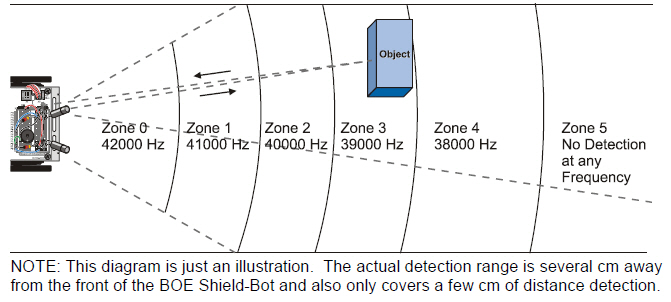 Object
Zone 0
42000 Hz
Zone 1
41000 Hz
Zone 2
40000 Hz
Zone 3
39000 Hz
Zone 4
38000 Hz
Zone 5
No Detection
at any
Frequency
NOTE: This diagram is just an illustration.  The actual detection range is several cm away
from the front of the BOE Shield-Bot and also only covers a few cm of distance detection.